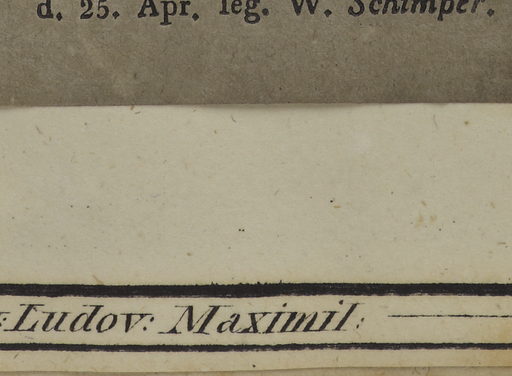 d. 25. Apr. leg. W. Schimper.
: Ludov: Maximil: